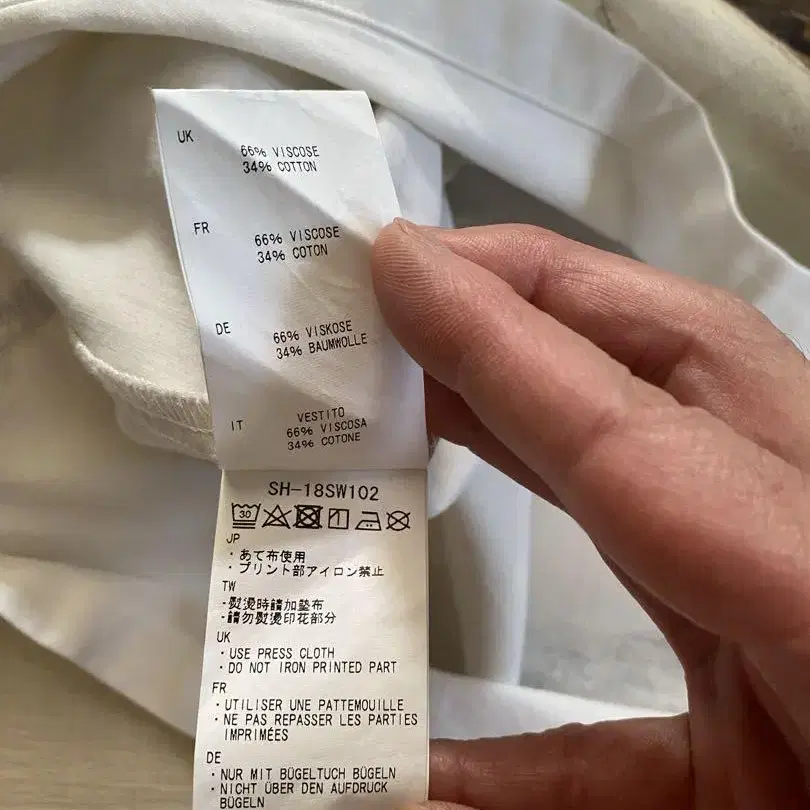 UK
66% VISCOSE
34% COTTON
FR
66% VISCOSE
34% COTON
DE
66% VISKOSE
34% BAUMWOLLE
IT
VESTITO
66% VISCOSA
34% COTONE
SH-18SW102
30
JP
・あて布使用
・プリント部アイロン禁止
TW
・熨燙時請加墊布
・請勿熨燙印花部分
UK
・USE PRESS CLOTH
・DO NOT IRON PRINTED PART
FR
・UTILISER UNE PATTEMOUILLE
・NE PAS REPASSER LES PARTIES
IMPRIMÉES
DE
・NUR MIT BÜGELTUCH BÜGELN
・NICHT ÜBER DEN AUFDRUCK
BÜGELN